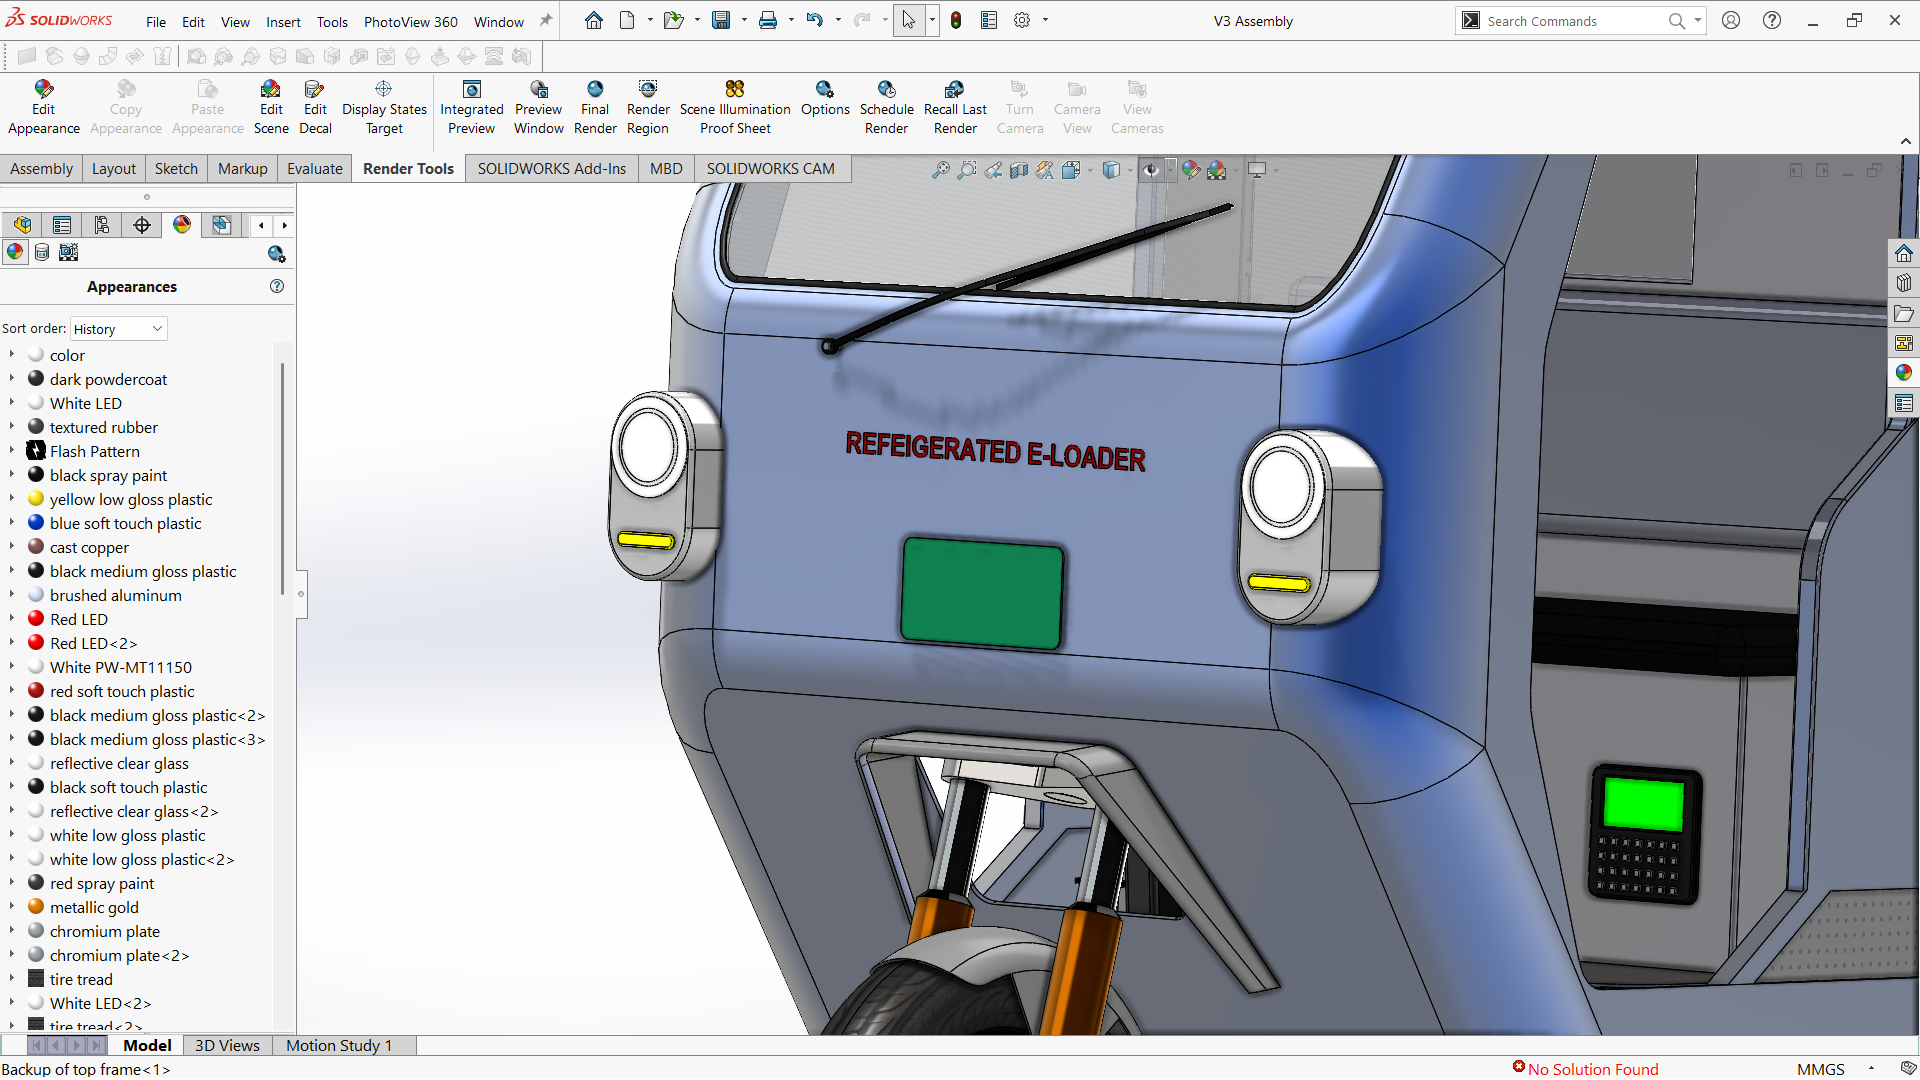 SOLIDWORKS
File Edit View Insert Tools PhotoView 360 Window
V3 Assembly
Search Commands
Edit Appearance
Copy Appearance
Paste Appearance
Edit Scene
Edit Decal
Display States Target
Integrated Preview
Preview Window
Final Render
Render Region
Scene Illumination Proof Sheet
Options
Schedule Render
Recall Last Render
Turn Camera
Camera View
View Cameras
Assembly Layout Sketch Markup Evaluate Render Tools SOLIDWORKS Add-Ins MBD SOLIDWORKS CAM
Appearances
Sort order: History
color
dark powdercoat
White LED
textured rubber
Flash Pattern
black spray paint
yellow low gloss plastic
blue soft touch plastic
cast copper
black medium gloss plastic
brushed aluminum
Red LED
Red LED<2>
White PW-MT11150
red soft touch plastic
black medium gloss plastic<2>
black medium gloss plastic<3>
reflective clear glass
black soft touch plastic
reflective clear glass<2>
white low gloss plastic
white low gloss plastic<2>
red spray paint
metallic gold
chromium plate
chromium plate<2>
tire tread
White LED<2>
tire tread<2>
REFEIGERATED E-LOADER
Model 3D Views Motion Study 1
Backup of top frame<1>
No Solution Found
MMGS